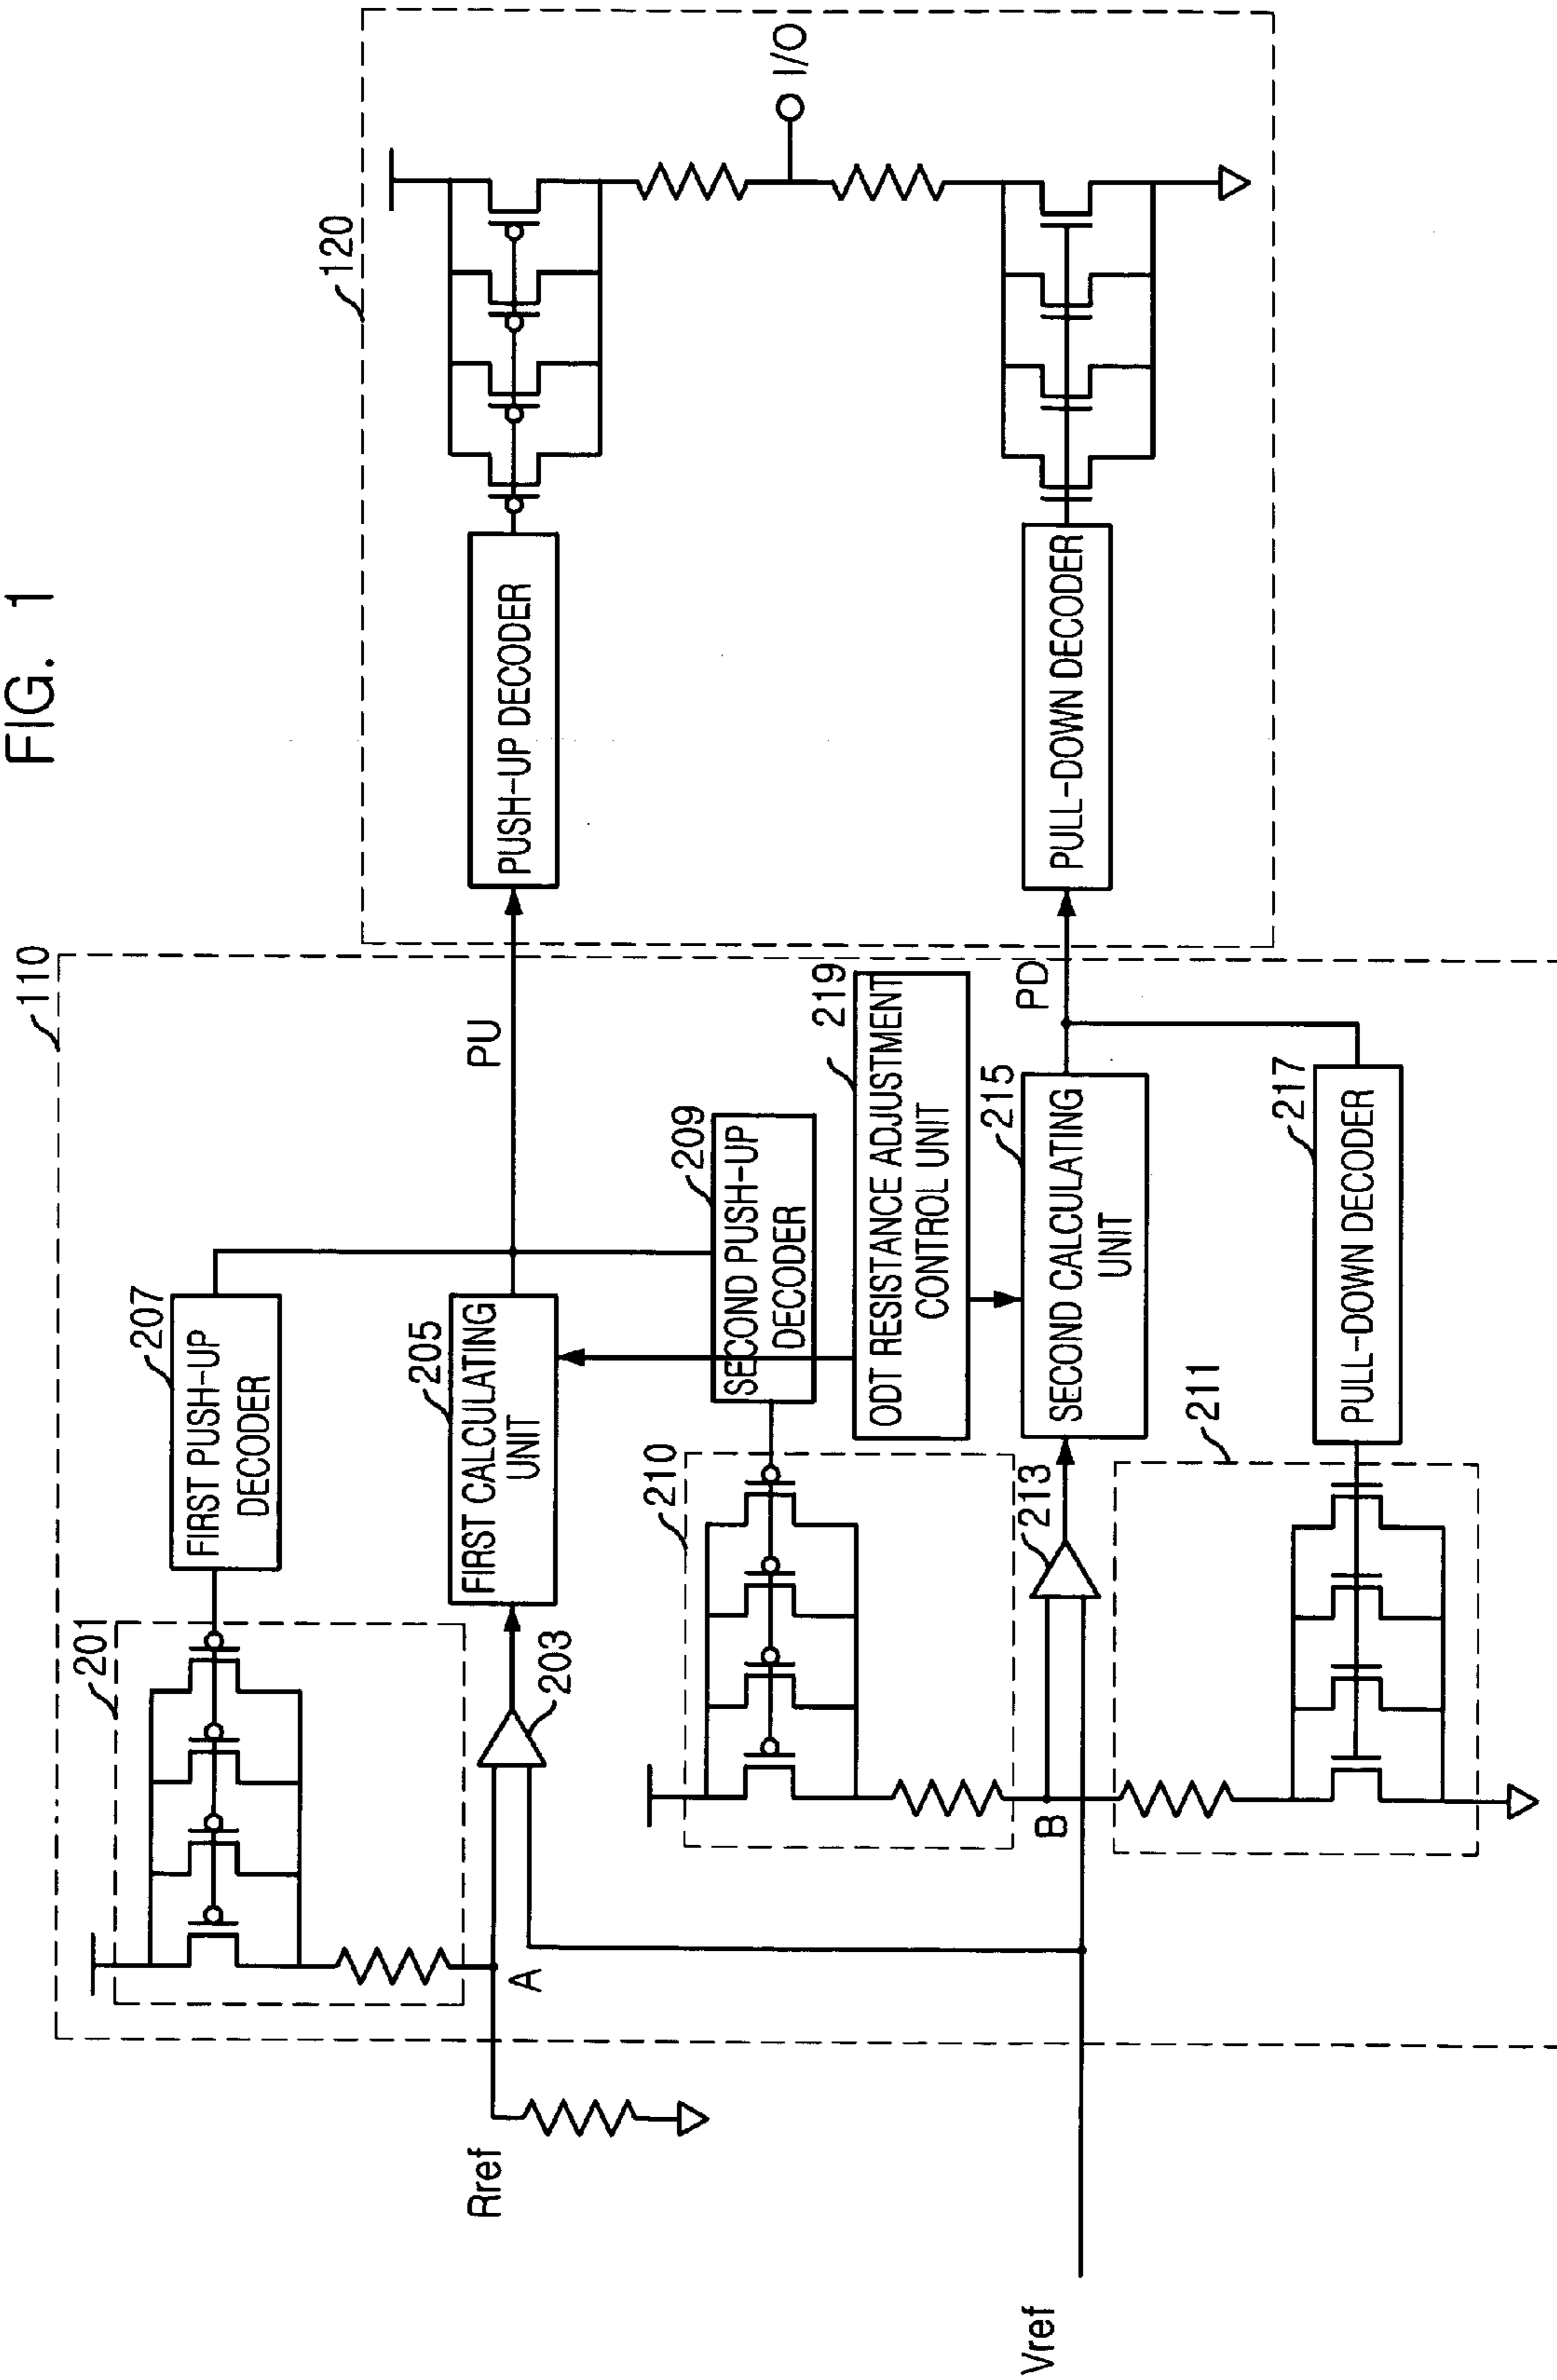 FIG. 1
110
120
201
207
FIRST PUSH-UP
DECODER
PU
PUSH-UP DECODER
I/O
A
203
205
FIRST CALCULATING
UNIT
Rref
210
209
SECOND PUSH-UP
DECODER
219
ODT RESISTANCE ADJUSTMENT
CONTROL UNIT
B
213
215
SECOND CALCULATING
UNIT
PD
PULL-DOWN DECODER
Vref
211
217
PULL-DOWN DECODER